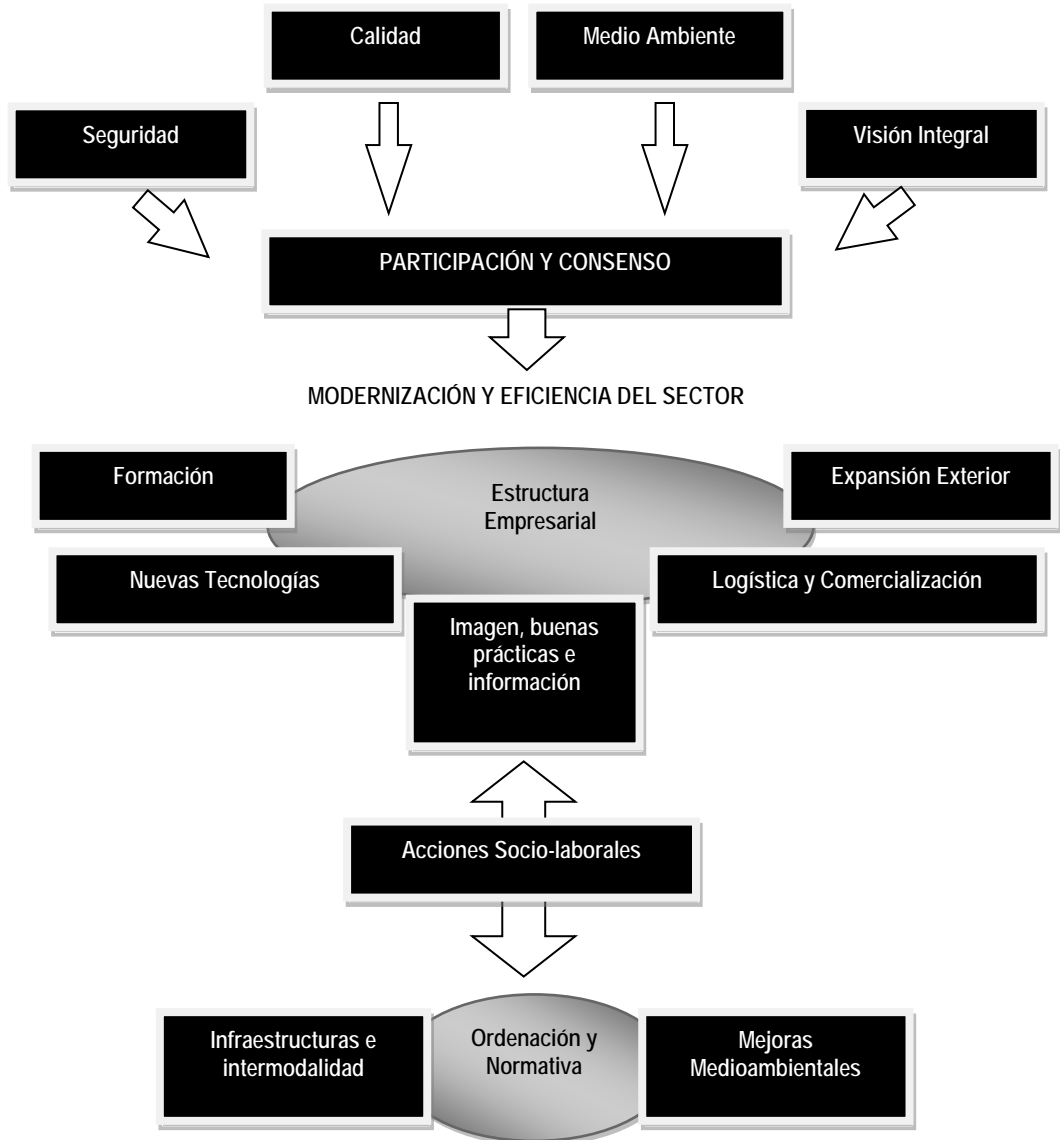 Calidad
Medio Ambiente
Seguridad
Visión Integral
PARTICIPACIÓN Y CONSENSO
MODERNIZACIÓN Y EFICIENCIA DEL SECTOR
Formación
Estructura
Empresarial
Expansión Exterior
Nuevas Tecnologías
Logística y Comercialización
Imagen, buenas
prácticas e
información
Acciones Socio-laborales
Infraestructuras e
intermodalidad
Ordenación y
Normativa
Mejoras
Medioambientales